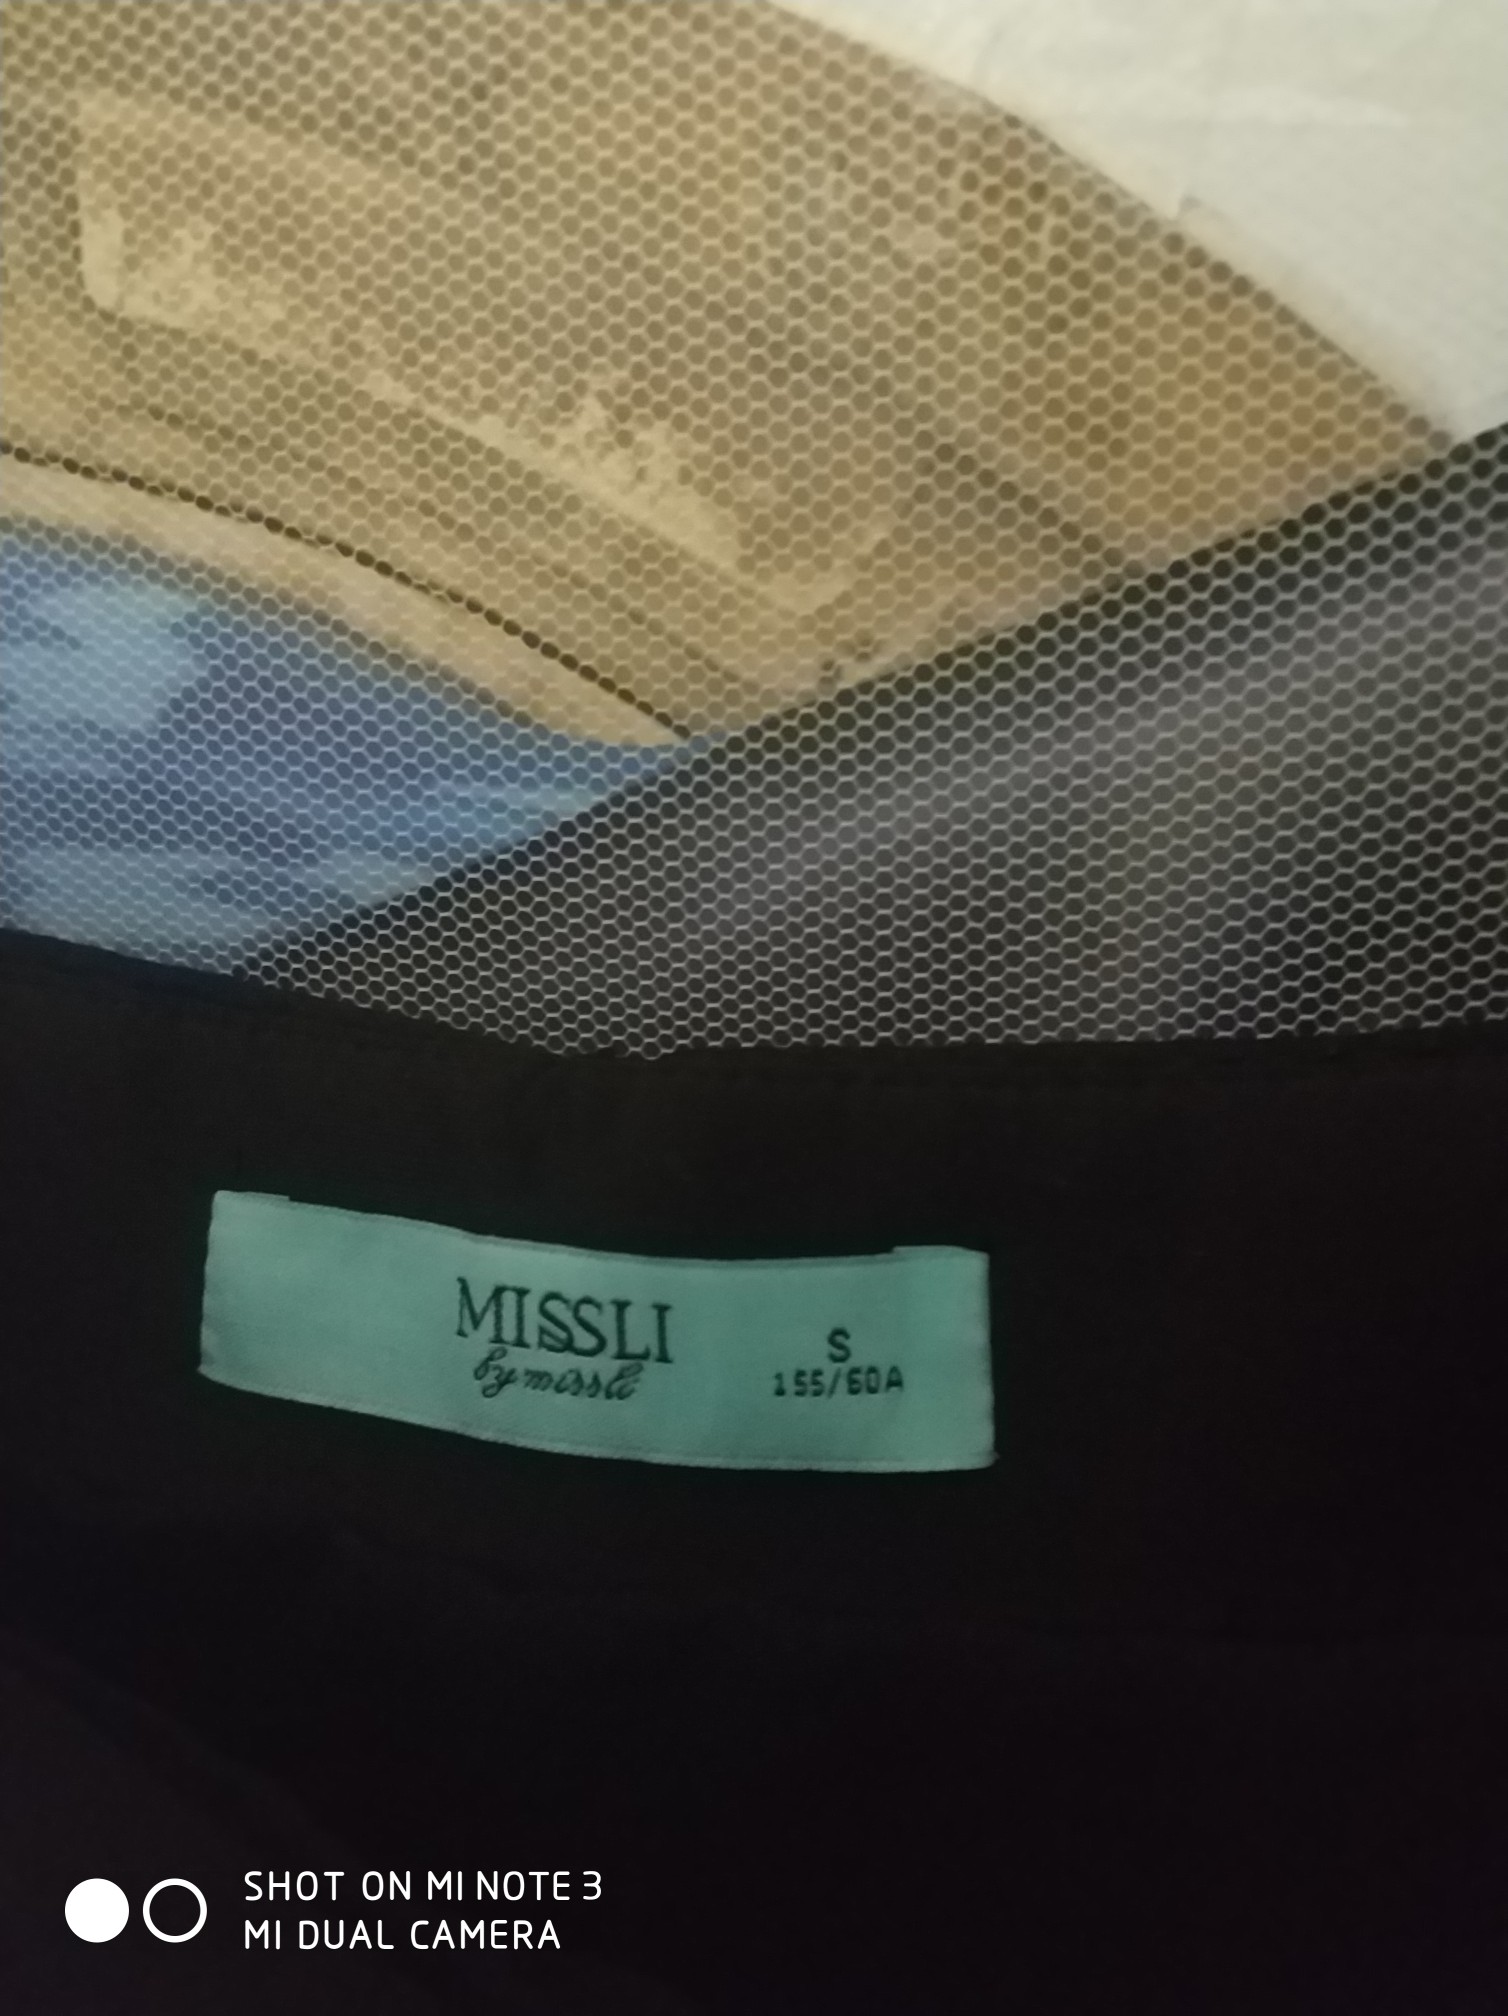 MISSLI
by missli
S
155/60A
SHOT ON MI NOTE 3
MI DUAL CAMERA